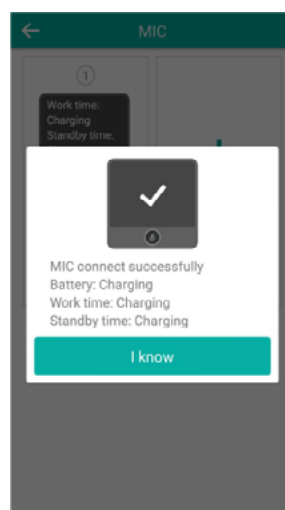 MIC
1
Work time:
Charging
Standby time:
MIC connect successfully
Battery: Charging
Work time: Charging
Standby time: Charging
I know